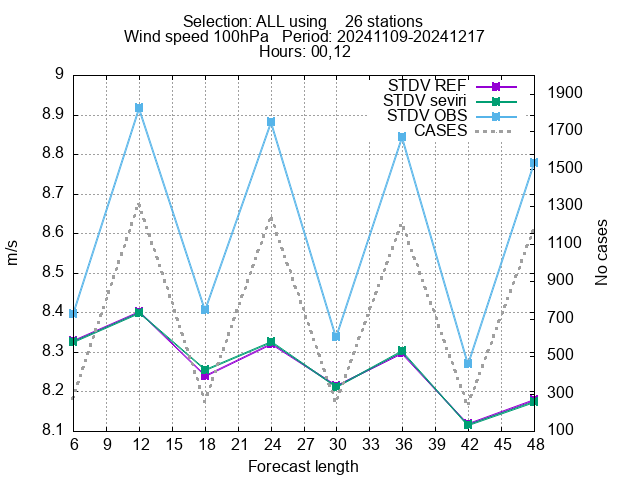 Selection: ALL using    26 stations
Wind speed 100hPa   Period: 20241109-20241217
Hours: 00,12
STDV REF
STDV seviri
STDV OBS
CASES
9
8.9
8.8
8.7
8.6
8.5
8.4
8.3
8.2
8.1
m/s
1900
1700
1500
1300
1100
900
700
500
300
100
No cases
6 9 12 15 18 21 24 27 30 33 36 39 42 45 48
Forecast length